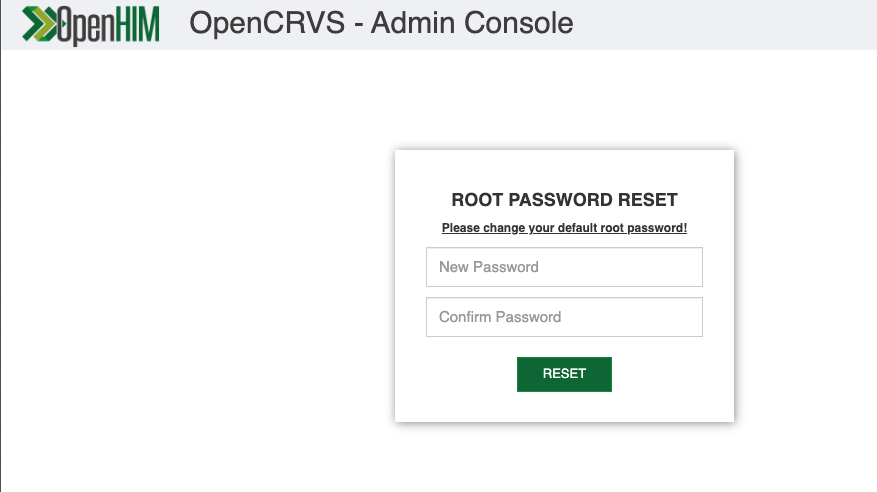 OpenHIM OpenCRVS - Admin Console
ROOT PASSWORD RESET
Please change your default root password!
New Password
Confirm Password
RESET